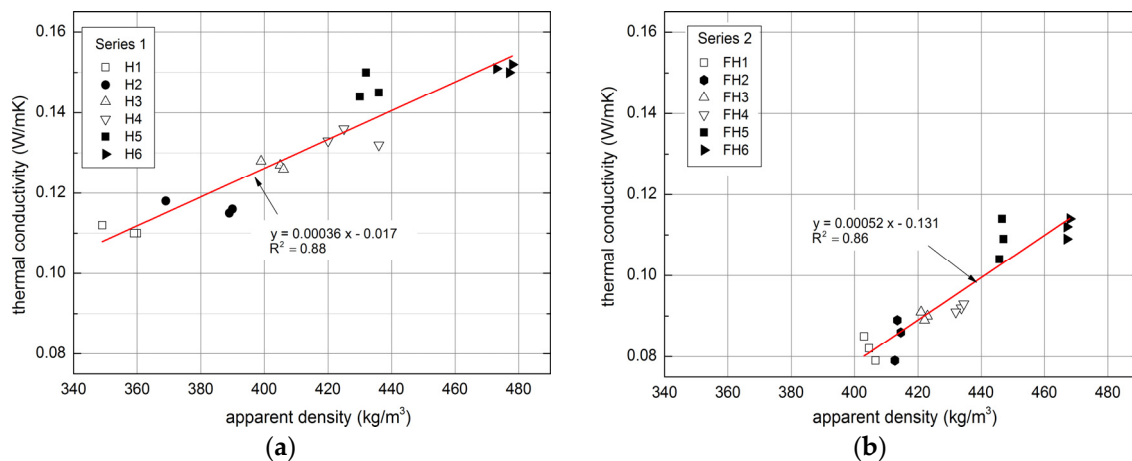 Series 1
H1
H2
H3
H4
H5
H6
0.16
0.14
0.12
0.10
0.08
thermal conductivity (W/mK)
y = 0.00036 x - 0.017
R² = 0.88
340 360 380 400 420 440 460 480
apparent density (kg/m³)
(a)
Series 2
FH1
FH2
FH3
FH4
FH5
FH6
0.16
0.14
0.12
0.10
0.08
thermal conductivity (W/mK)
y = 0.00052 x - 0.131
R² = 0.86
340 360 380 400 420 440 460 480
apparent density (kg/m³)
(b)